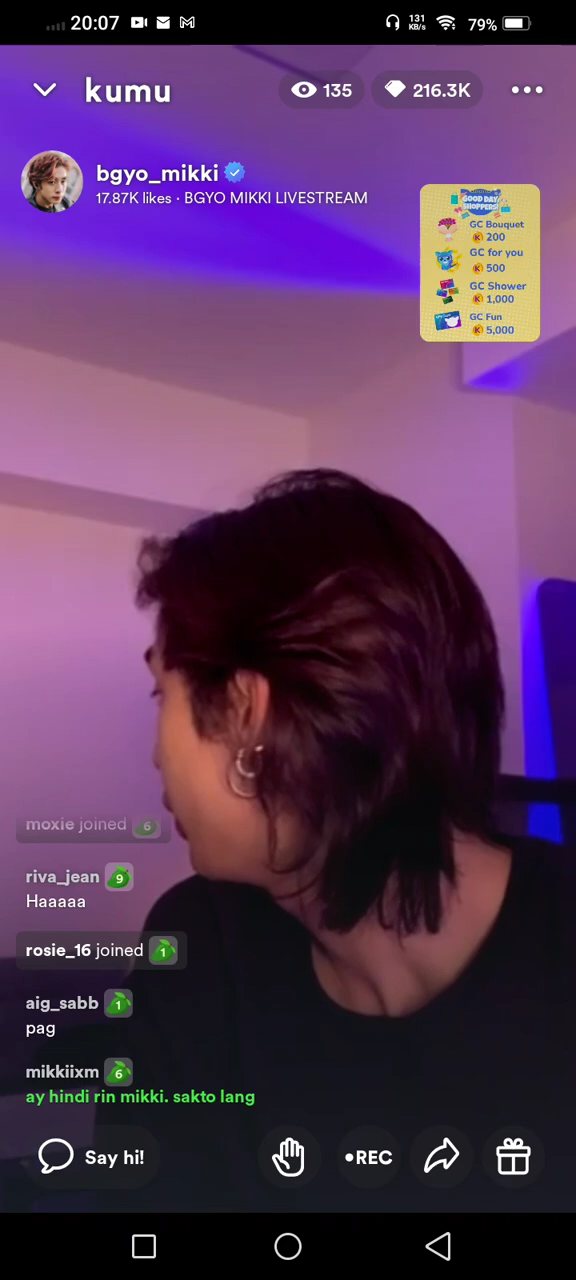 20:07
131
KB/s
79%
kumu
135
216.3K
bgyo_mikki
17.87K likes · BGYO MIKKI LIVESTREAM
GOOD DAY
SHOPPERS
GC Bouquet
K 200
GC for you
K 500
GC Shower
K 1,000
GC Fun
K 5,000
moxie joined 6
riva_jean 9
Haaaaa
rosie_16 joined 1
aig_sabb 1
pag
mikkiixm 6
ay hindi rin mikki. sakto lang
Say hi!
•REC